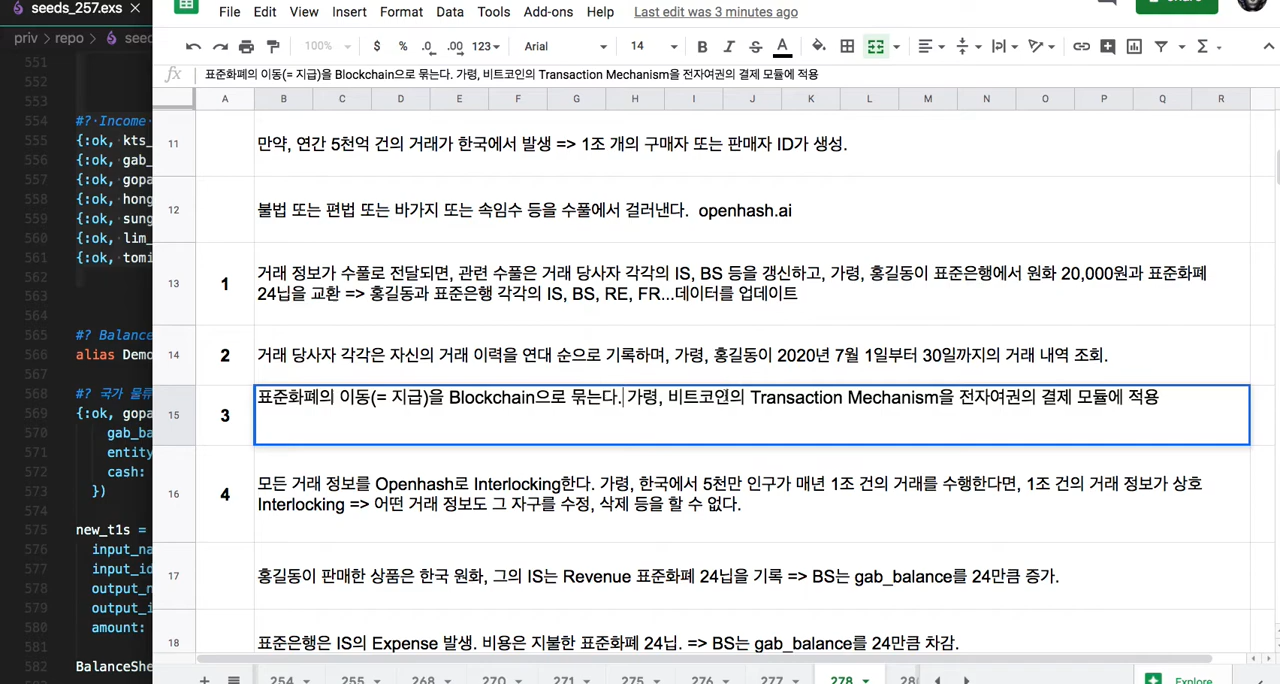 seeds_257.exs
priv > repo > seed
551
552
553
554 #? Income
555 {:ok, kts_
556 {:ok, gab_
557 {:ok, gopa
558 {:ok, hong
559 {:ok, sung
560 {:ok, lim_
561 {:ok, tomi
562
563
564
565 #? Balance
566 alias Demo
567
568 #? 국가 물류
569 {:ok, gopa
570 gab_ba
571 entity
572 cash:
573 })
574
575 new_t1s =
576 input_na
577 input_id
578 output_n
579 output_i
580 amount:
581
582 BalanceShe
File Edit View Insert Format Data Tools Add-ons Help Last edit was 3 minutes ago
100% $ % .0 .00 123 Arial 14 B I S A
fx 표준화폐의 이동(= 지급)을 Blockchain으로 묶는다. 가령, 비트코인의 Transaction Mechanism을 전자여권의 결제 모듈에 적용
A B C D E F G H I J K L M N O P Q R
11 만약, 연간 5천억 건의 거래가 한국에서 발생 => 1조 개의 구매자 또는 판매자 ID가 생성.
12 불법 또는 편법 또는 바가지 또는 속임수 등을 수풀에서 걸러낸다. openhash.ai
13 1 거래 정보가 수풀로 전달되면, 관련 수풀은 거래 당사자 각각의 IS, BS 등을 갱신하고, 가령, 홍길동이 표준은행에서 원화 20,000원과 표준화폐
24닙을 교환 => 홍길동과 표준은행 각각의 IS, BS, RE, FR...데이터를 업데이트
14 2 거래 당사자 각각은 자신의 거래 이력을 연대 순으로 기록하며, 가령, 홍길동이 2020년 7월 1일부터 30일까지의 거래 내역 조회.
15 3 표준화폐의 이동(= 지급)을 Blockchain으로 묶는다. 가령, 비트코인의 Transaction Mechanism을 전자여권의 결제 모듈에 적용
16 4 모든 거래 정보를 Openhash로 Interlocking한다. 가령, 한국에서 5천만 인구가 매년 1조 건의 거래를 수행한다면, 1조 건의 거래 정보가 상호
Interlocking => 어떤 거래 정보도 그 자구를 수정, 삭제 등을 할 수 없다.
17 홍길동이 판매한 상품은 한국 원화, 그의 IS는 Revenue 표준화폐 24닙을 기록 => BS는 gab_balance를 24만큼 증가.
18 표준은행은 IS의 Expense 발생. 비용은 지불한 표준화폐 24닙. => BS는 gab_balance를 24만큼 차감.
254 255 268 270 271 275 276 277 278 Explore